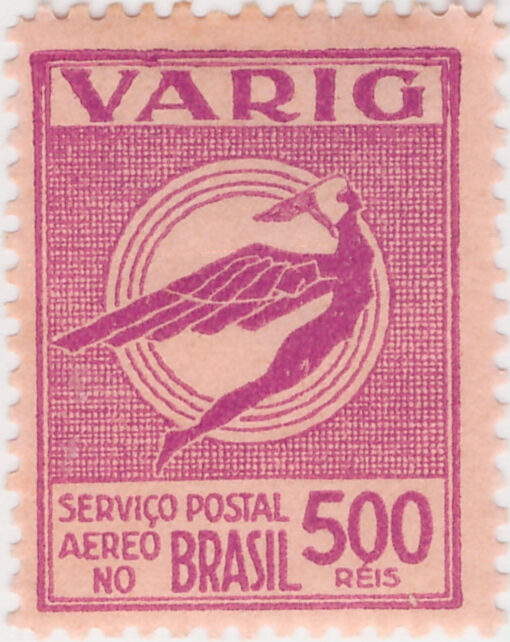 VARIG
SERVIÇO POSTAL
AEREO
NO BRASIL
500
RÉIS